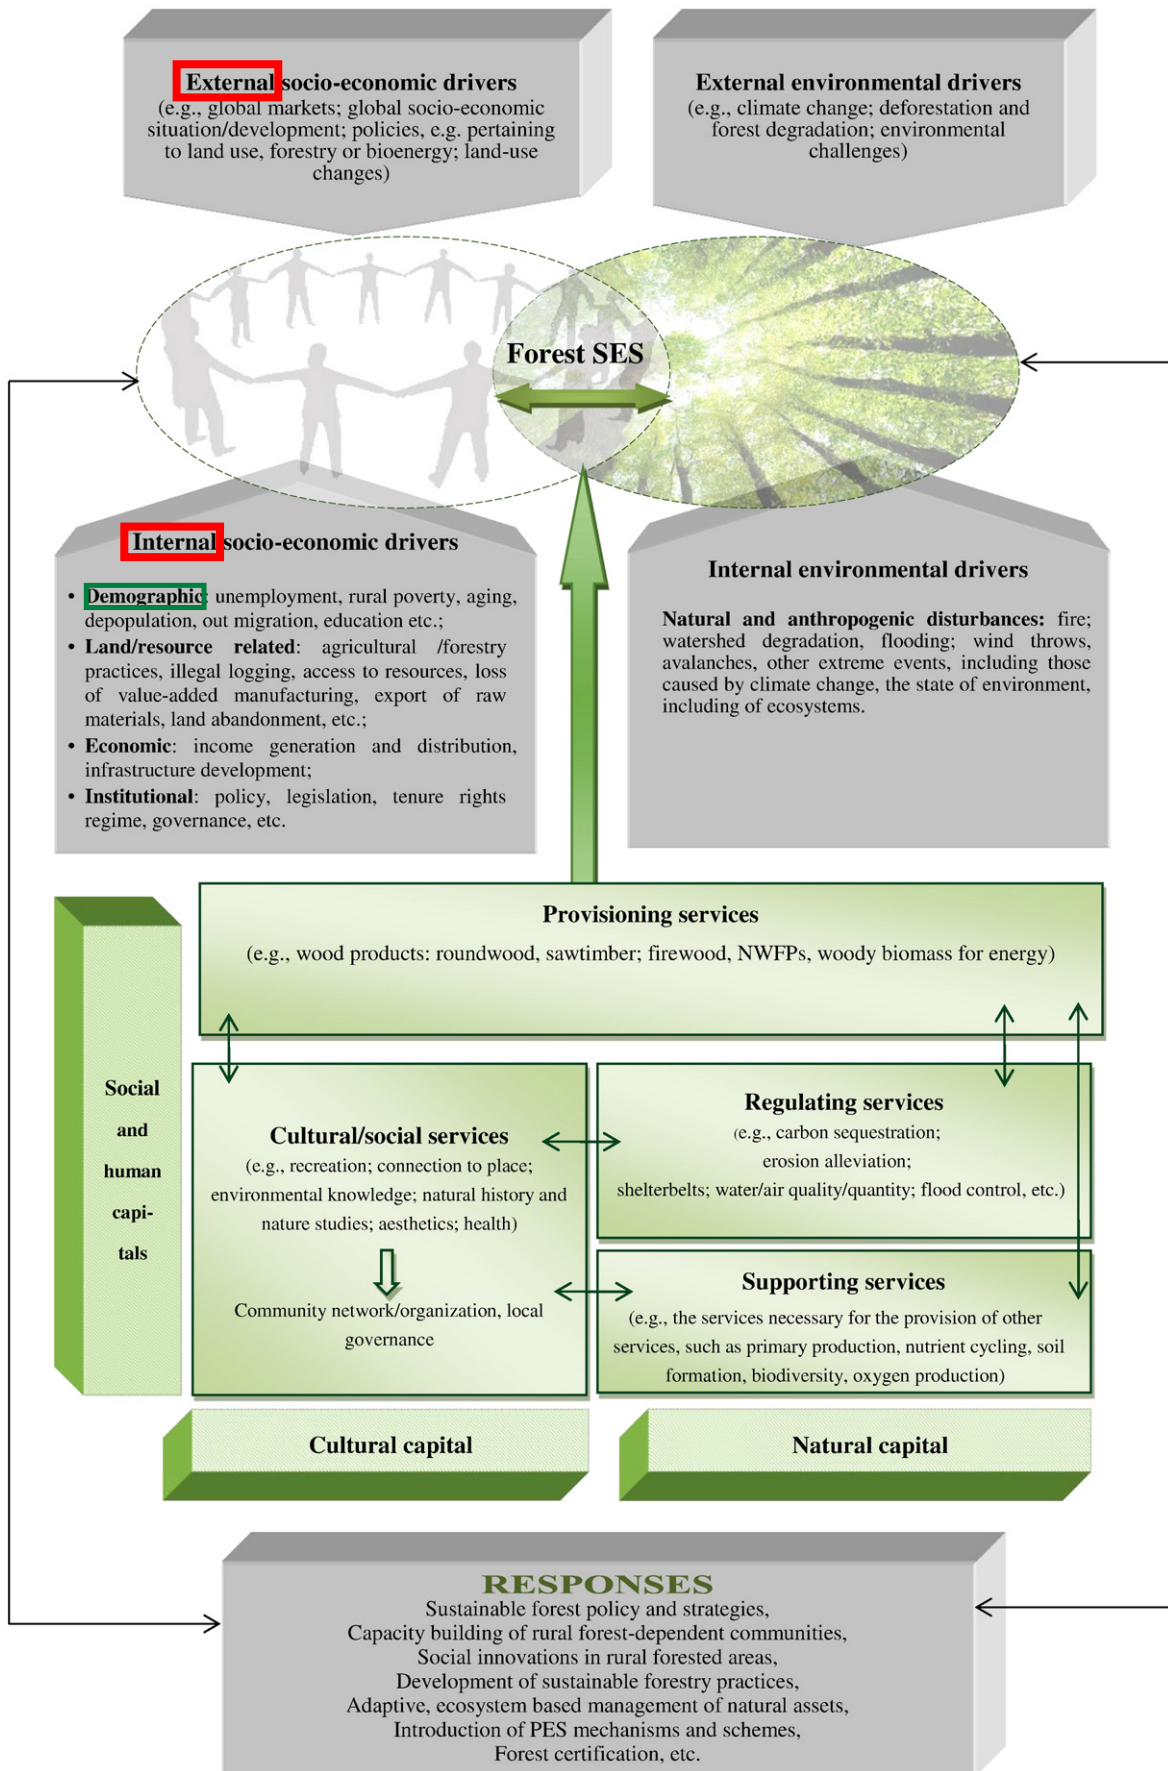 External socio-economic drivers
(e.g., global markets; global socio-economic
situation/development; policies, e.g. pertaining
to land use, forestry or bioenergy; land-use
changes)
External environmental drivers
(e.g., climate change; deforestation and
forest degradation; environmental
challenges)
Forest SES
Internal socio-economic drivers
• Demographic: unemployment, rural poverty, aging,
depopulation, out migration, education etc.;
• Land/resource related: agricultural /forestry
practices, illegal logging, access to resources, loss
of value-added manufacturing, export of raw
materials, land abandonment, etc.;
• Economic: income generation and distribution,
infrastructure development;
• Institutional: policy, legislation, tenure rights
regime, governance, etc.
Internal environmental drivers
Natural and anthropogenic disturbances: fire;
watershed degradation, flooding; wind throws,
avalanches, other extreme events, including those
caused by climate change, the state of environment,
including of ecosystems.
Provisioning services
(e.g., wood products: roundwood, sawtimber; firewood, NWFPs, woody biomass for energy)
Social
and
human
capi-
tals
Cultural/social services
(e.g., recreation; connection to place;
environmental knowledge; natural history and
nature studies; aesthetics; health)
Community network/organization, local
governance
Regulating services
(e.g., carbon sequestration;
erosion alleviation;
shelterbelts; water/air quality/quantity; flood control, etc.)
Supporting services
(e.g., the services necessary for the provision of other
services, such as primary production, nutrient cycling, soil
formation, biodiversity, oxygen production)
Cultural capital
Natural capital
RESPONSES
Sustainable forest policy and strategies,
Capacity building of rural forest-dependent communities,
Social innovations in rural forested areas,
Development of sustainable forestry practices,
Adaptive, ecosystem based management of natural assets,
Introduction of PES mechanisms and schemes,
Forest certification, etc.